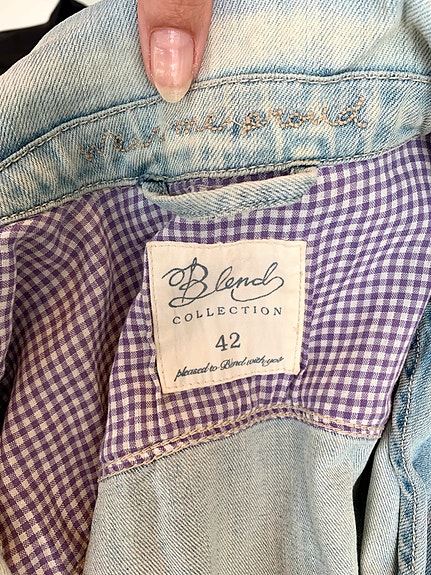 Wear me proud
Blend
COLLECTION
42
pleased to Blend with you